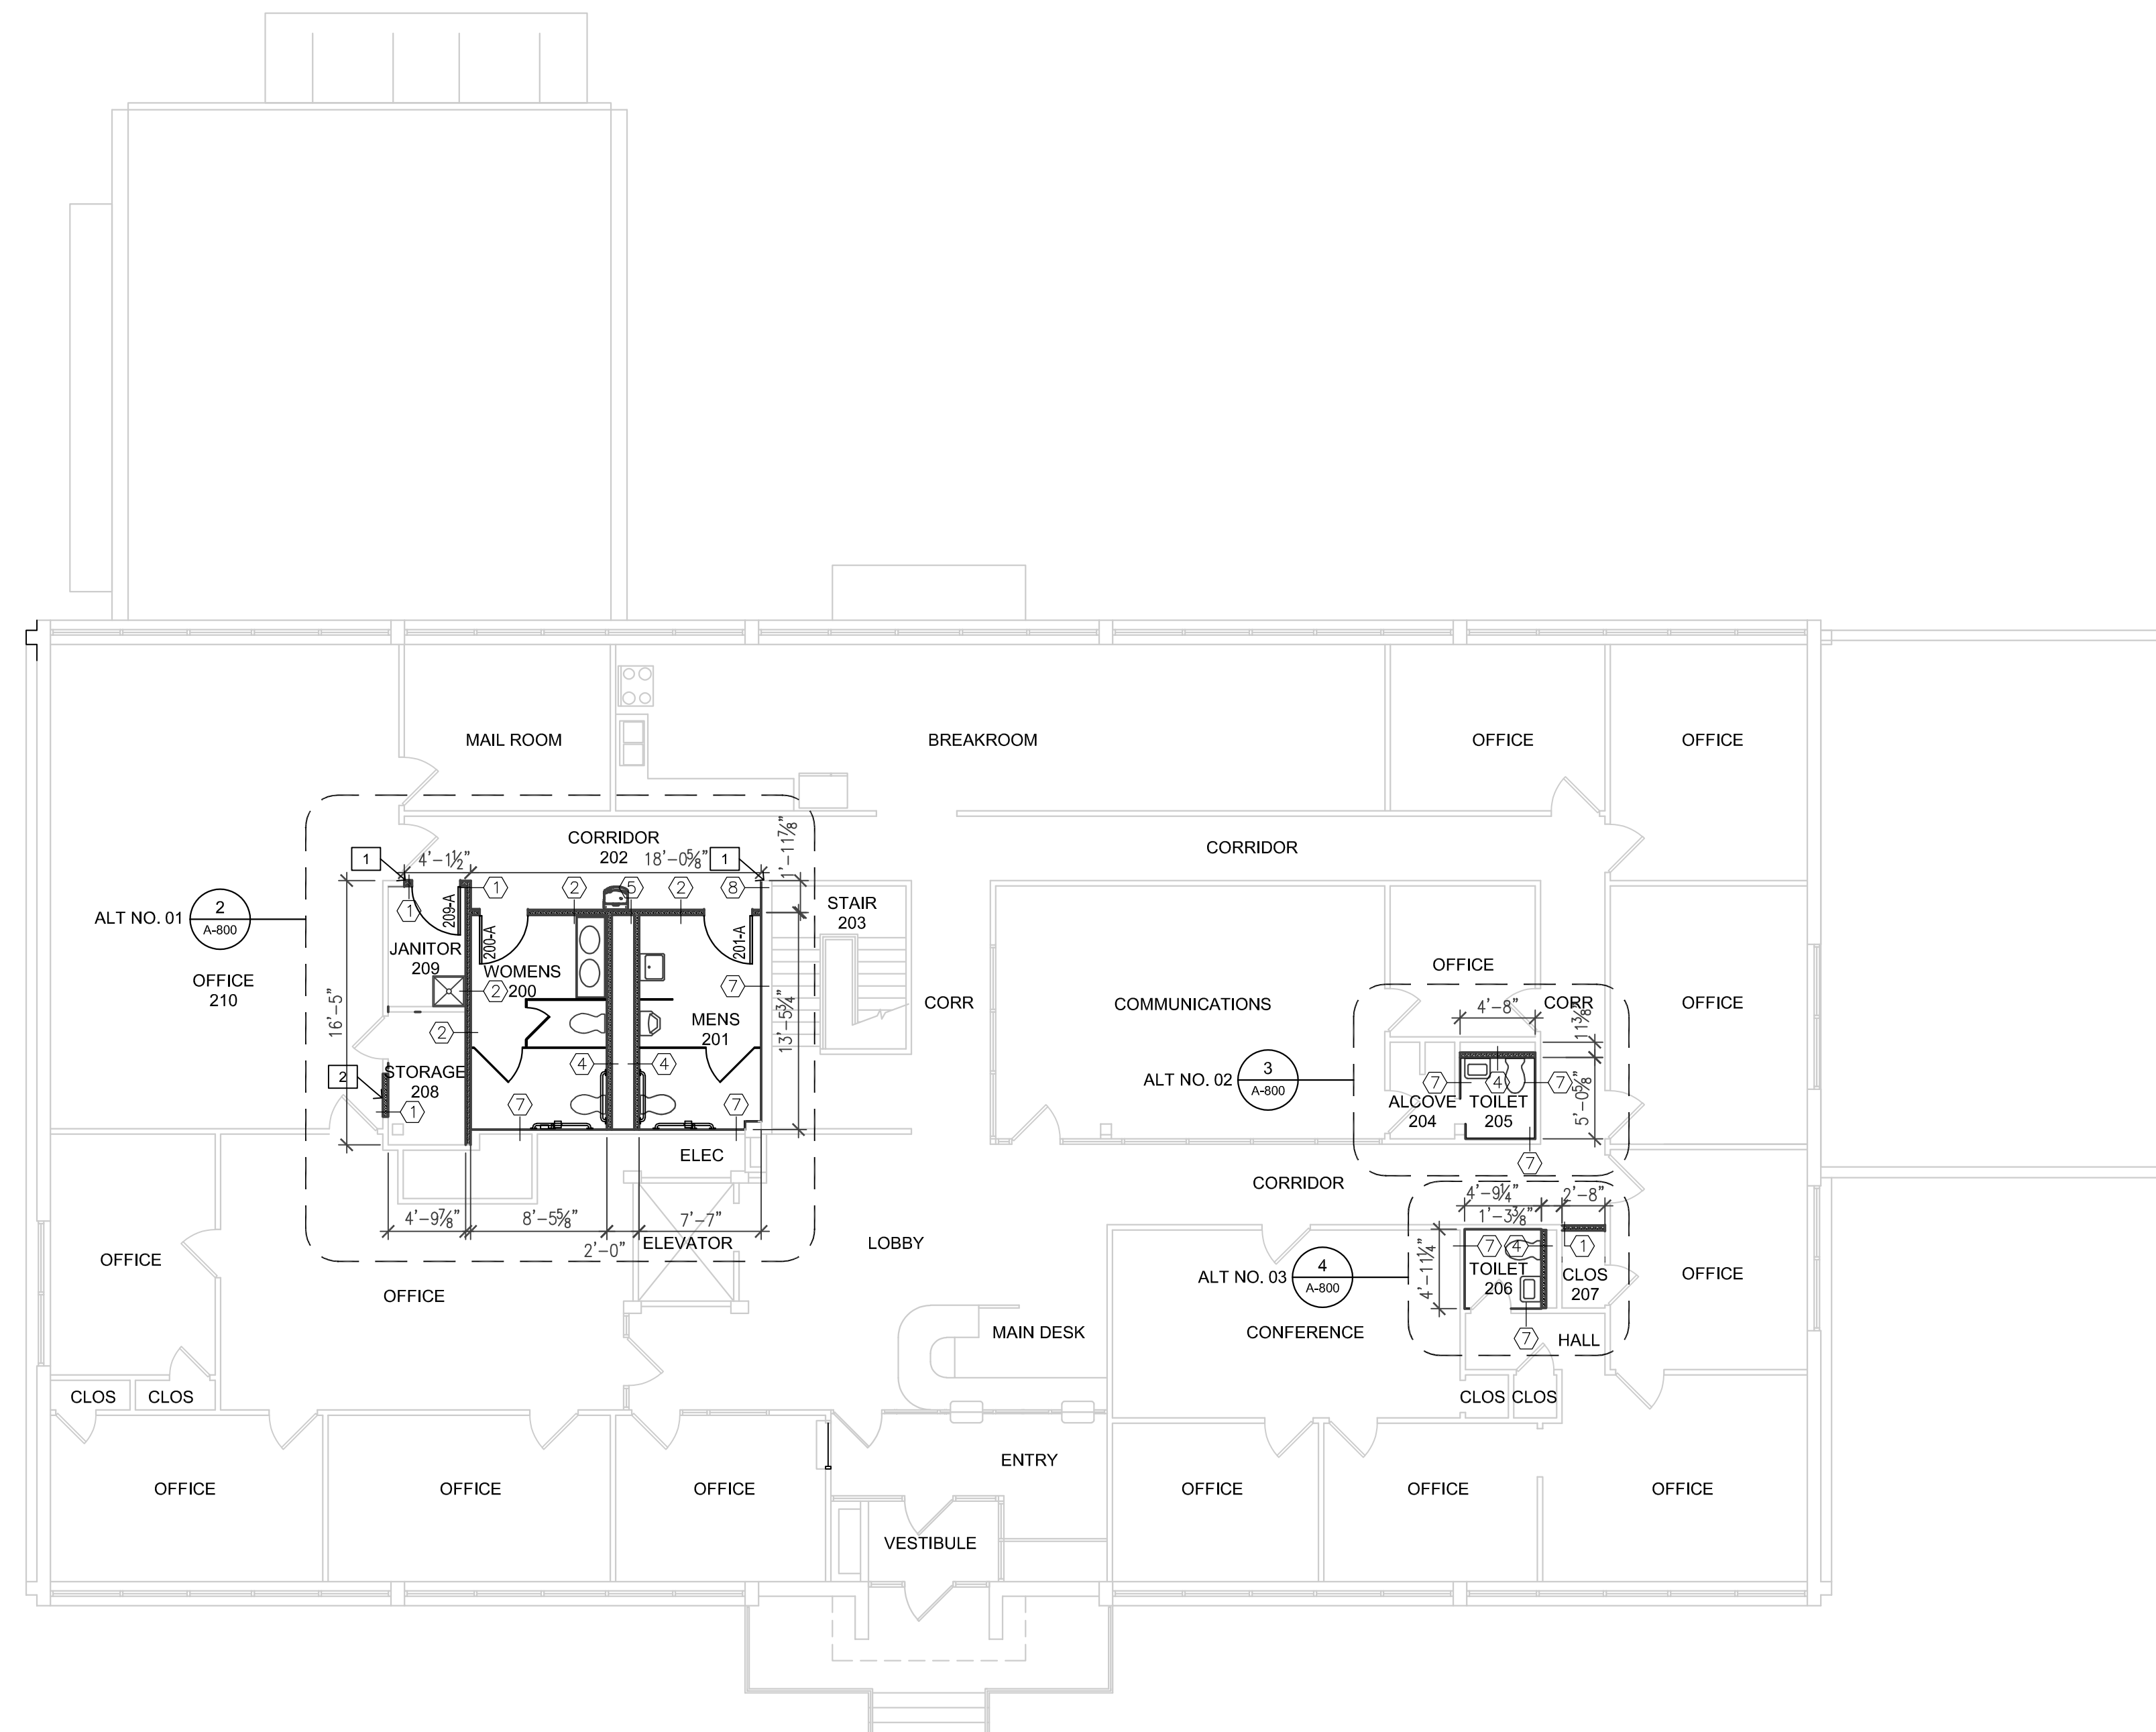 MAIL ROOM
BREAKROOM
OFFICE
OFFICE
CORRIDOR
202
CORRIDOR
1
4'-1½"
18'-0⅝"
1
1'-11⅞"
1
2
5
2
8
1
209-A
200-A
201-A
STAIR
203
ALT NO. 01
2
A-800
OFFICE
210
JANITOR
209
WOMENS
200
2
7
MENS
201
13'-5¾"
16'-5"
2
4
4
2
STORAGE
208
1
7
7
ELEC
4'-9⅞"
8'-5⅝"
7'-7"
2'-0"
ELEVATOR
CORR
COMMUNICATIONS
OFFICE
OFFICE
CORR
4'-8"
11⅜"
ALT NO. 02
3
A-800
7
4
7
5'-0⅝"
ALCOVE
204
TOILET
205
7
CORRIDOR
4'-9¼"
2'-8"
1'-3⅜"
LOBBY
ALT NO. 03
4
A-800
4'-11¼"
7
4
1
TOILET
206
CLOS
207
7
HALL
OFFICE
OFFICE
OFFICE
MAIN DESK
CONFERENCE
CLOS
CLOS
CLOS
CLOS
ENTRY
OFFICE
OFFICE
OFFICE
OFFICE
OFFICE
OFFICE
VESTIBULE